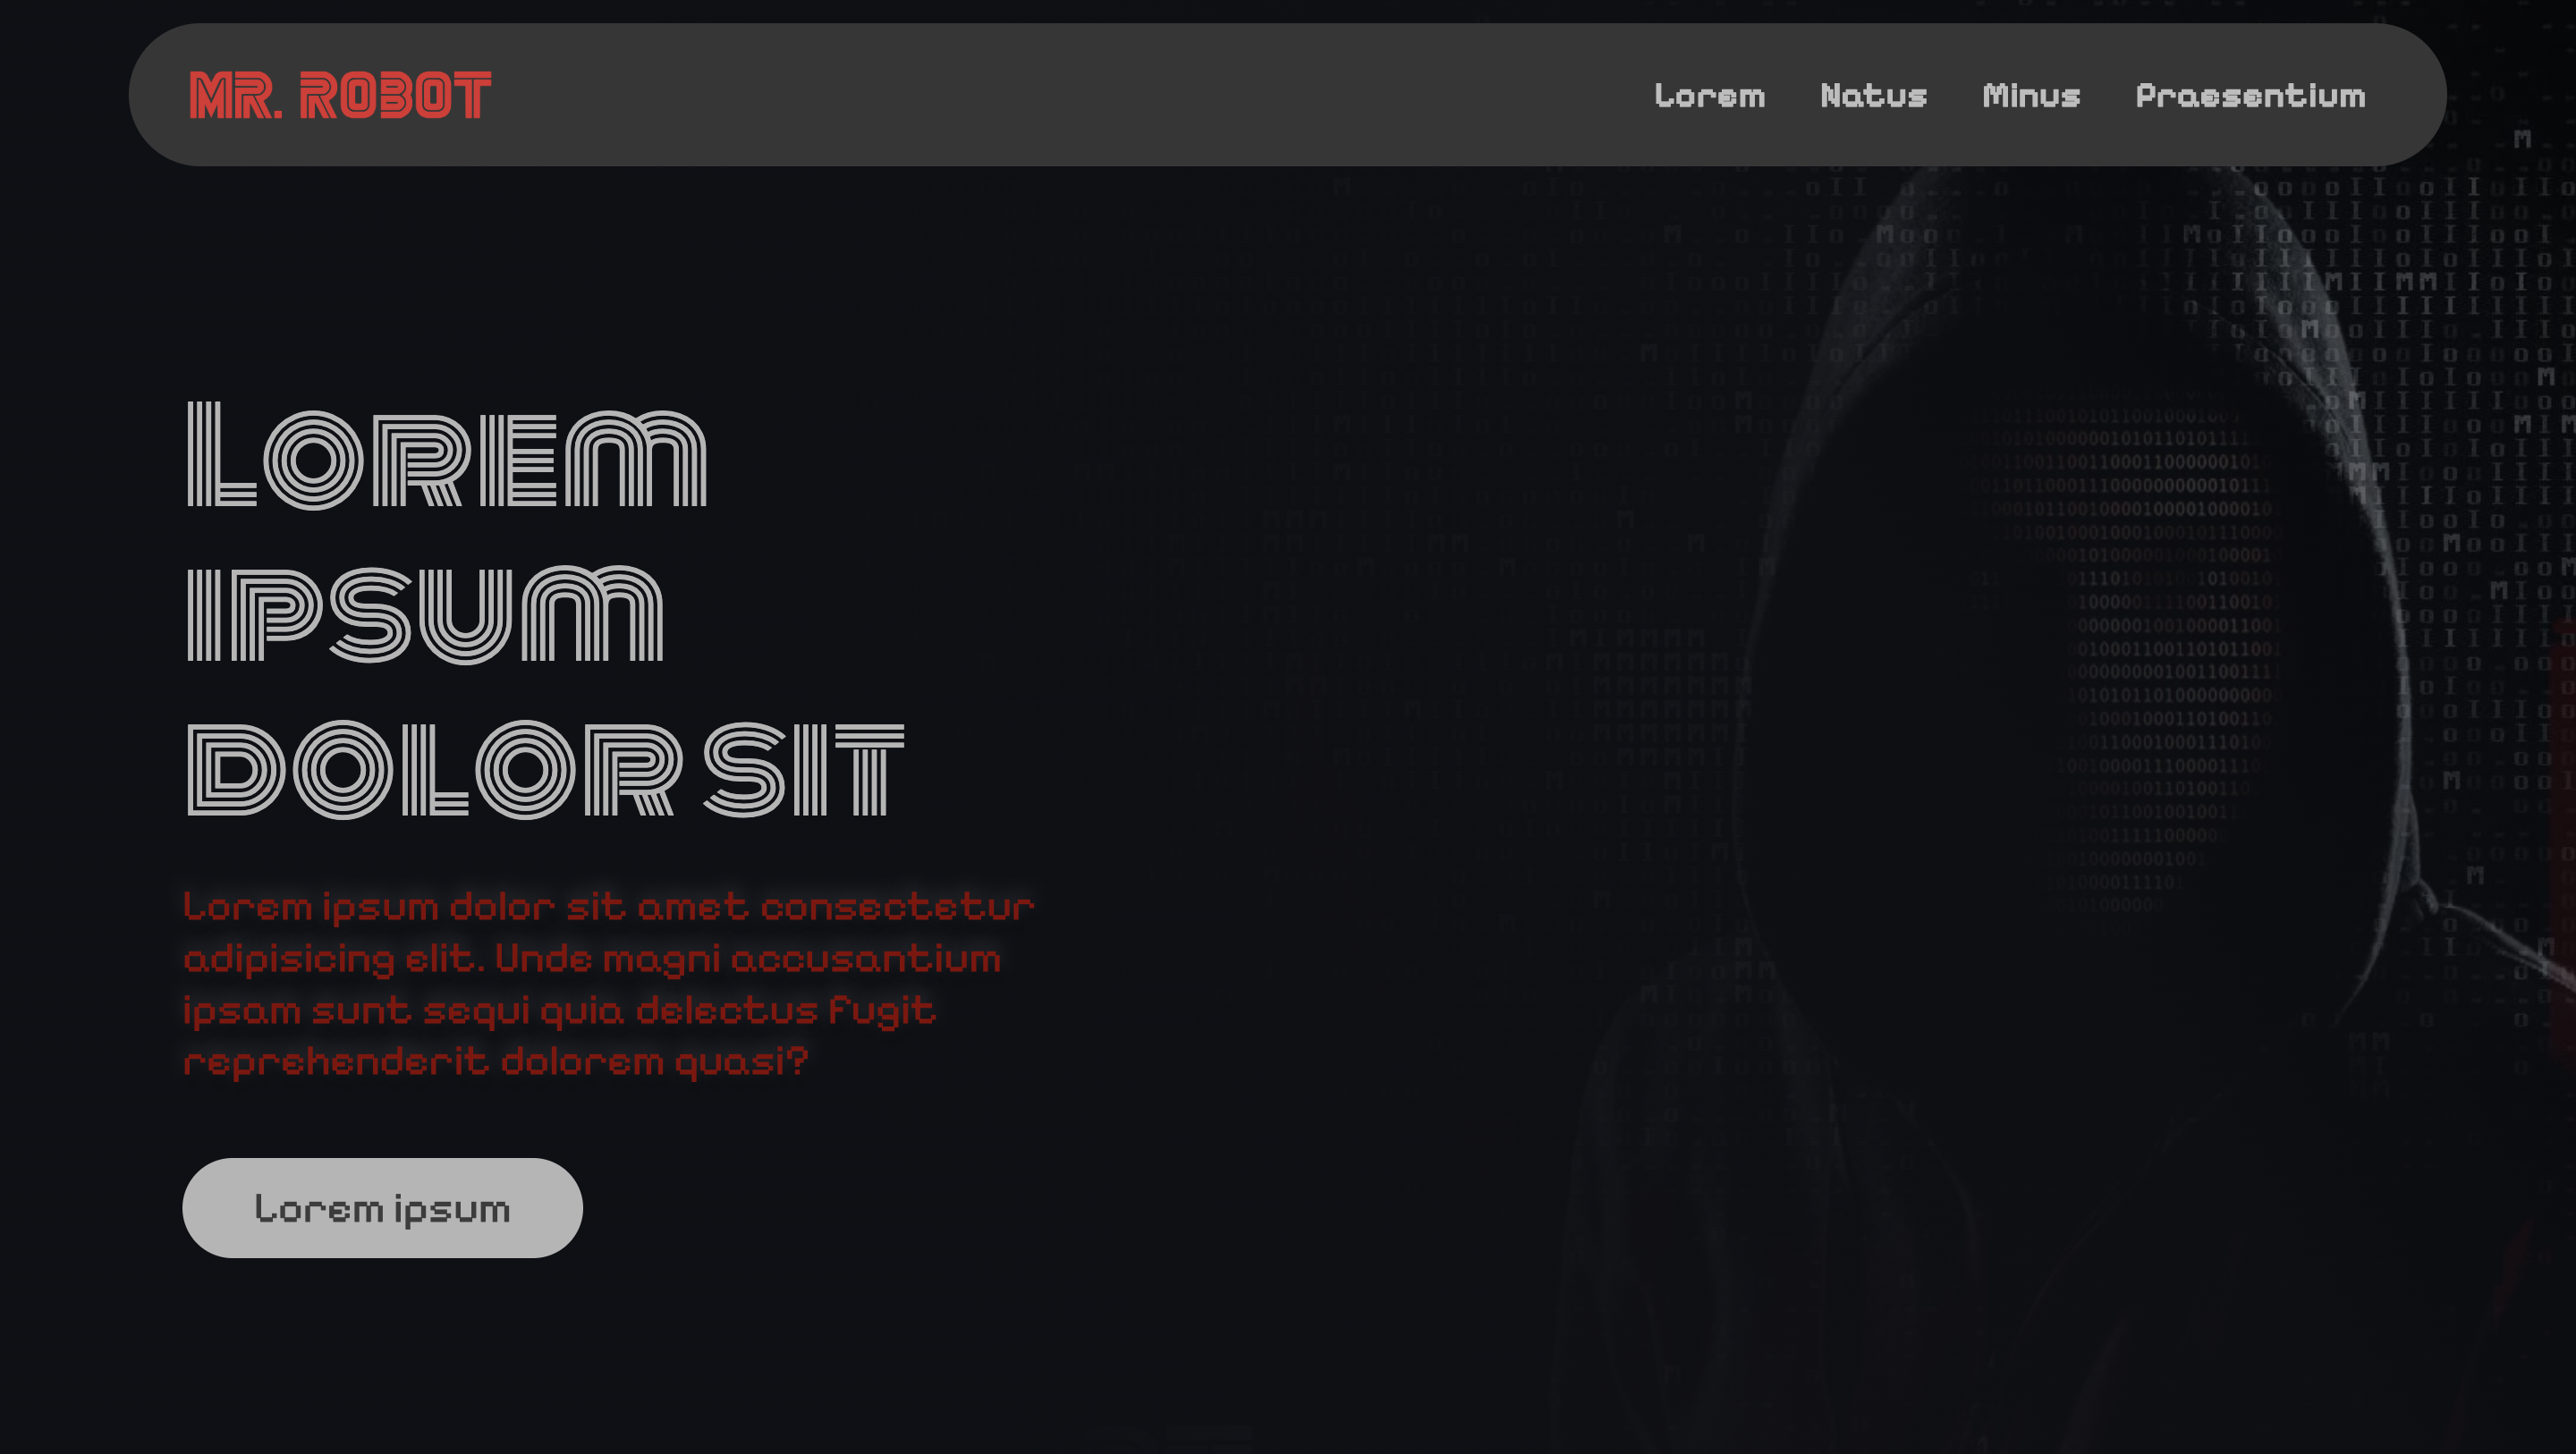 MR. ROBOT
Lorem Natus Minus Praesentium
Lorem
ipsum
dolor sit
Lorem ipsum dolor sit amet consectetur
adipisicing elit. Unde magni accusantium
ipsam sunt sequi quia delectus fugit
reprehenderit dolorem quasi?
Lorem ipsum